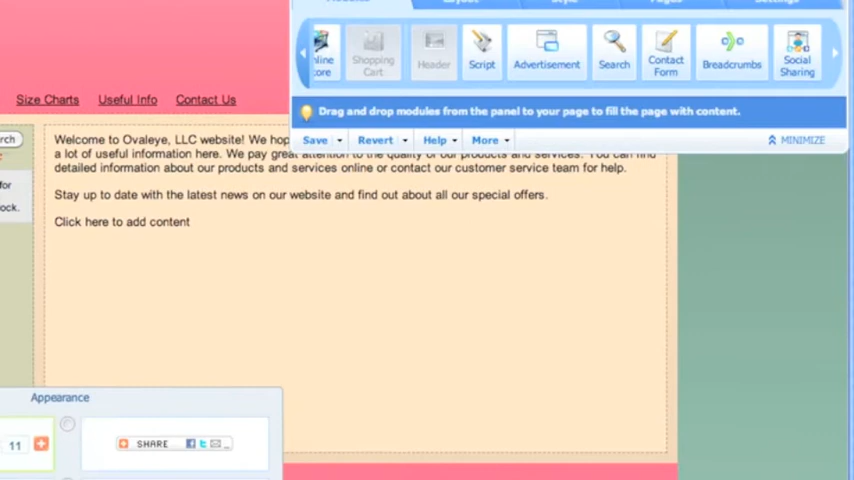 nline
ore
Shopping
Cart
Header
Script
Advertisement
Search
Contact
Form
Breadcrumbs
Social
Sharing
Drag and drop modules from the panel to your page to fill the page with content.
Save Revert Help More MINIMIZE
Size Charts Useful Info Contact Us
rch
for
ock.
Welcome to Ovaleye, LLC website! We hop
a lot of useful information here. We pay great attention to the quality of our products and services. You can find
detailed information about our products and services online or contact our customer service team for help.
Stay up to date with the latest news on our website and find out about all our special offers.
Click here to add content
Appearance
11
SHARE